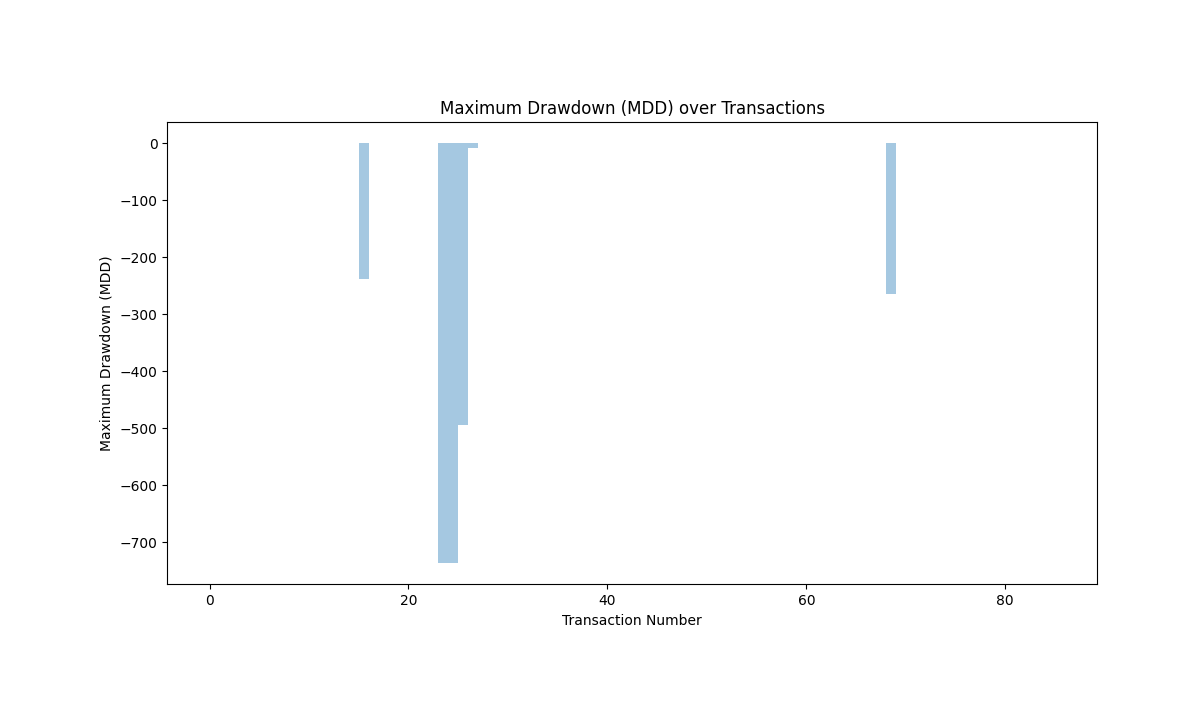 Maximum Drawdown (MDD) over Transactions
0
−100
−200
−300
−400
−500
−600
−700
Maximum Drawdown (MDD)
0 20 40 60 80
Transaction Number